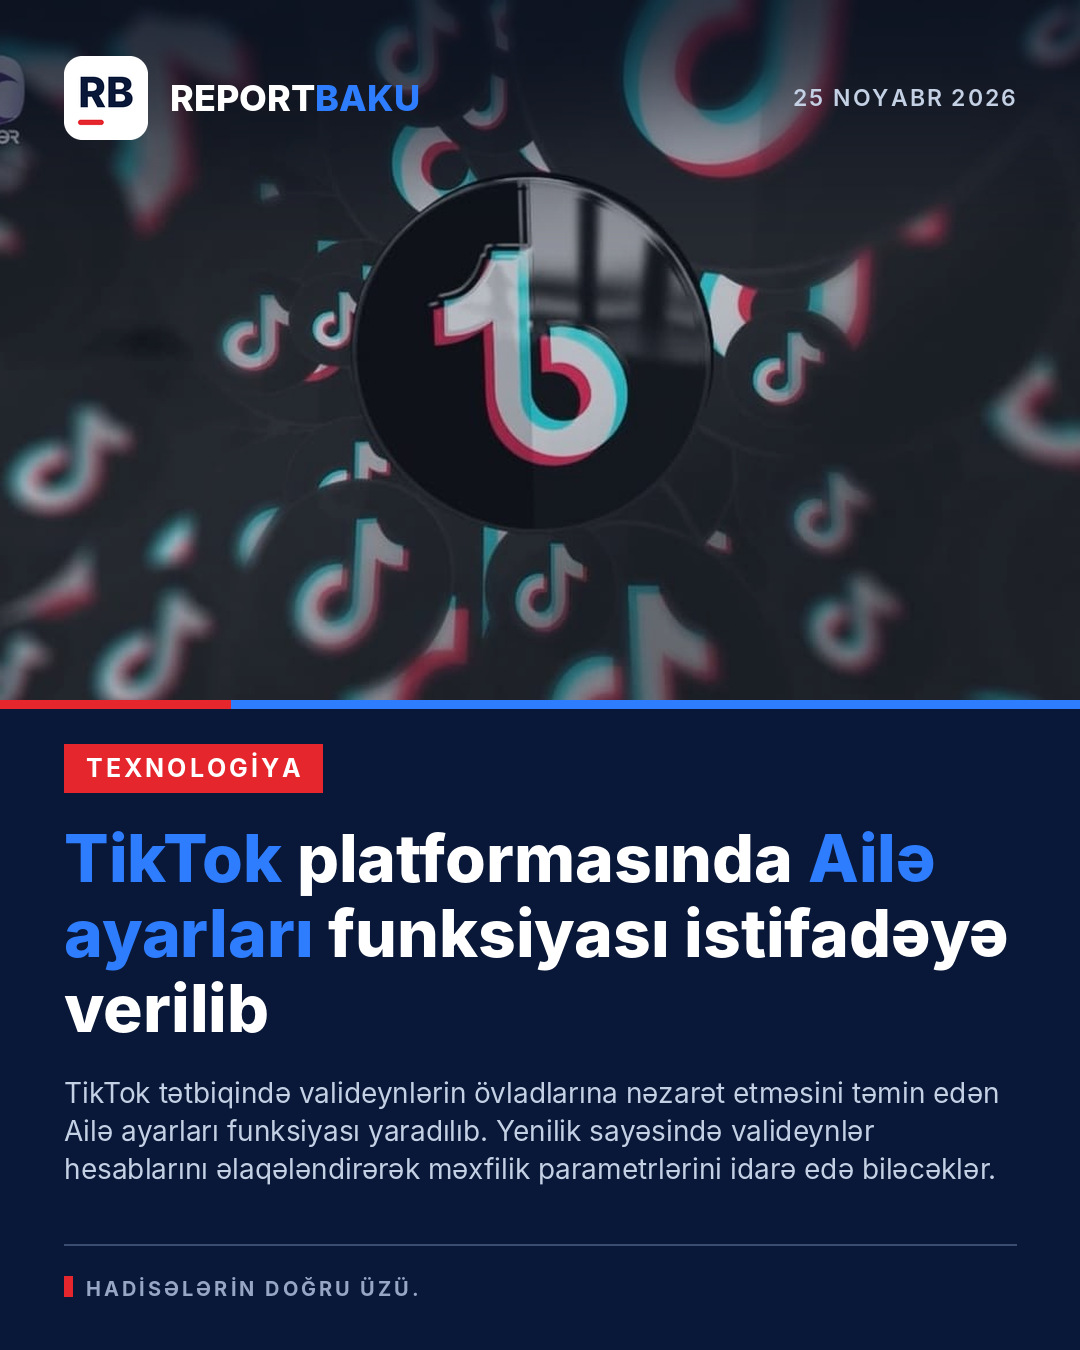 RB
REPORTBAKU
25 NOYABR 2026
TEXNOLOGİYA
TikTok platformasında Ailə
ayarları funksiyası istifadəyə
verilib
TikTok tətbiqində valideynlərin övladlarına nəzarət etməsini təmin edən
Ailə ayarları funksiyası yaradılıb. Yenilik sayəsində valideynlər
hesablarını əlaqələndirərək məxfilik parametrlərini idarə edə biləcəklər.
HADİSƏLƏRİN DOĞRU ÜZÜ.